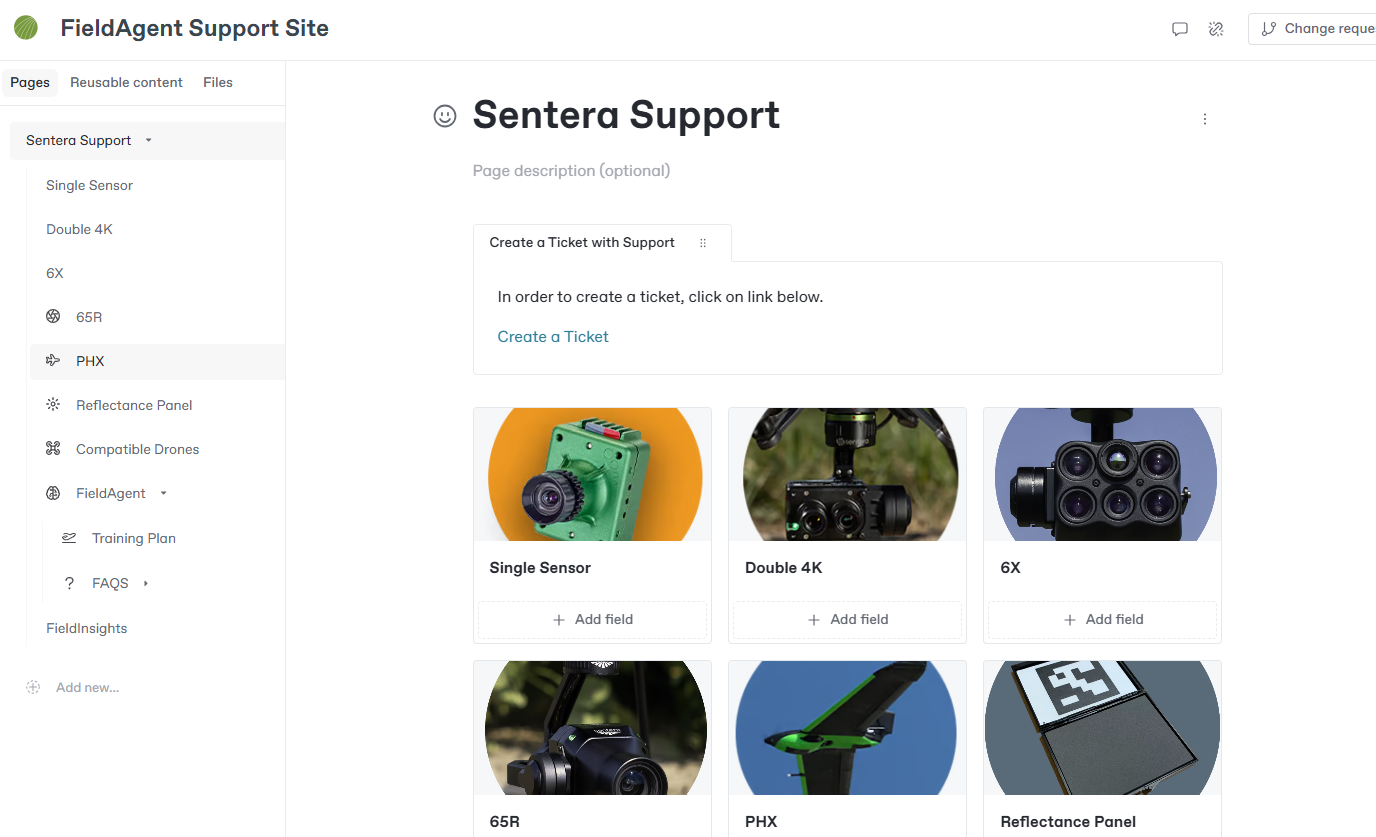 FieldAgent Support Site
Change reque
Pages Reusable content Files
Sentera Support
Single Sensor
Double 4K
6X
65R
PHX
Reflectance Panel
Compatible Drones
FieldAgent
Training Plan
? FAQS
FieldInsights
Add new...
Sentera Support
Page description (optional)
Create a Ticket with Support
In order to create a ticket, click on link below.
Create a Ticket
Single Sensor
Double 4K
6X
+ Add field
+ Add field
+ Add field
65R
PHX
Reflectance Panel